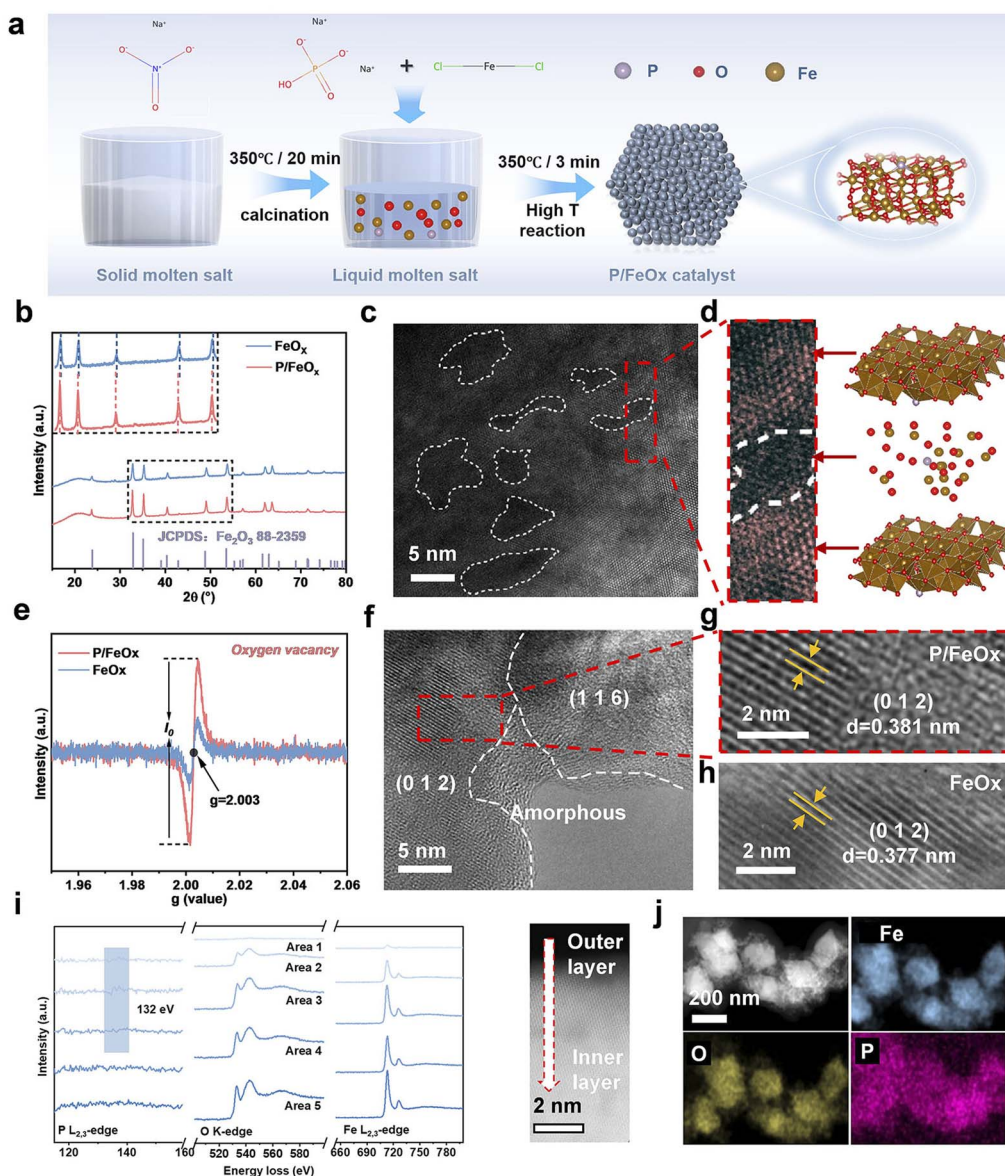 a
Na⁺
O⁻ O⁻
N⁺
O
O⁻
O⁻
P
HO
O
Na⁺
+
Cl Fe Cl
P O Fe
350℃ / 20 min
calcination
350℃ / 3 min
High T
reaction
Solid molten salt
Liquid molten salt
P/FeOx catalyst
b
FeOₓ
P/FeOₓ
JCPDS: Fe₂O₃ 88-2359
Intensity (a.u.)
20 30 40 50 60 70 80
2θ (°)
c
5 nm
d
e
P/FeOx
FeOx
Oxygen vacancy
I₀
g=2.003
Intensity (a.u.)
1.96 1.98 2.00 2.02 2.04 2.06
g (value)
f
(1 1 6)
(0 1 2)
Amorphous
5 nm
g
P/FeOx
(0 1 2)
d=0.381 nm
2 nm
h
FeOx
(0 1 2)
d=0.377 nm
2 nm
i
Area 1
Area 2
132 eV
Area 3
Area 4
Area 5
P L₂,₃-edge
O K-edge
Fe L₂,₃-edge
Intensity (a.u.)
120 140 160 520 540 560 580 600 660 690 720 750 780
Energy loss (eV)
Outer
layer
Inner
layer
2 nm
j
200 nm
Fe
O
P